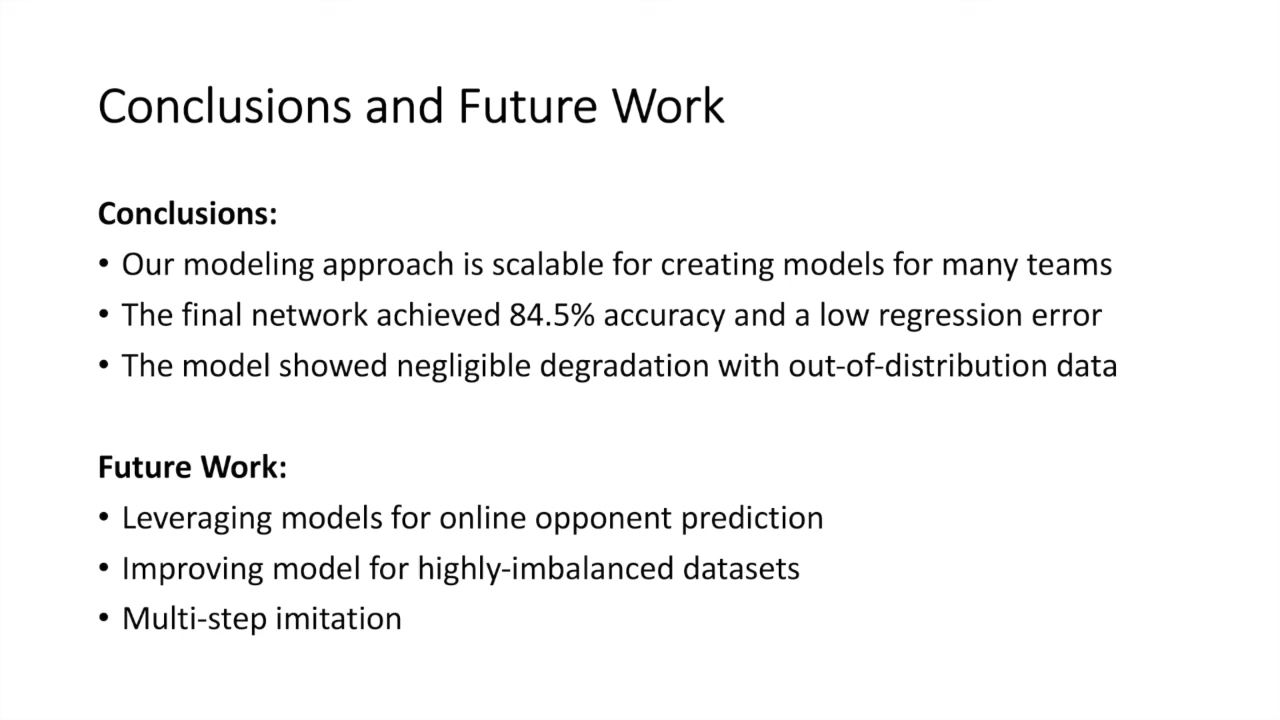 Conclusions and Future Work
Conclusions:
• Our modeling approach is scalable for creating models for many teams
• The final network achieved 84.5% accuracy and a low regression error
• The model showed negligible degradation with out-of-distribution data
Future Work:
• Leveraging models for online opponent prediction
• Improving model for highly-imbalanced datasets
• Multi-step imitation